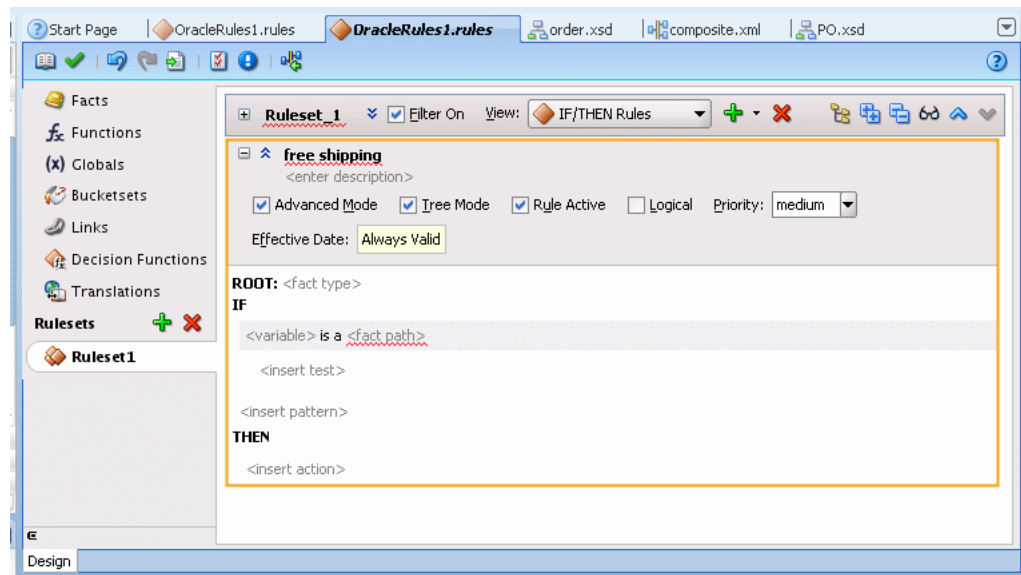 Start Page OracleRules1.rules OracleRules1.rules order.xsd composite.xml PO.xsd
Facts
Functions
Globals
Bucketsets
Links
Decision Functions
Translations
Rulesets
Ruleset1
Ruleset_1 Filter On View: IF/THEN Rules
free shipping
<enter description>
Advanced Mode Tree Mode Rule Active Logical Priority: medium
Effective Date: Always Valid
ROOT: <fact type>
IF
<variable> is a <fact path>
<insert test>
<insert pattern>
THEN
<insert action>
Design